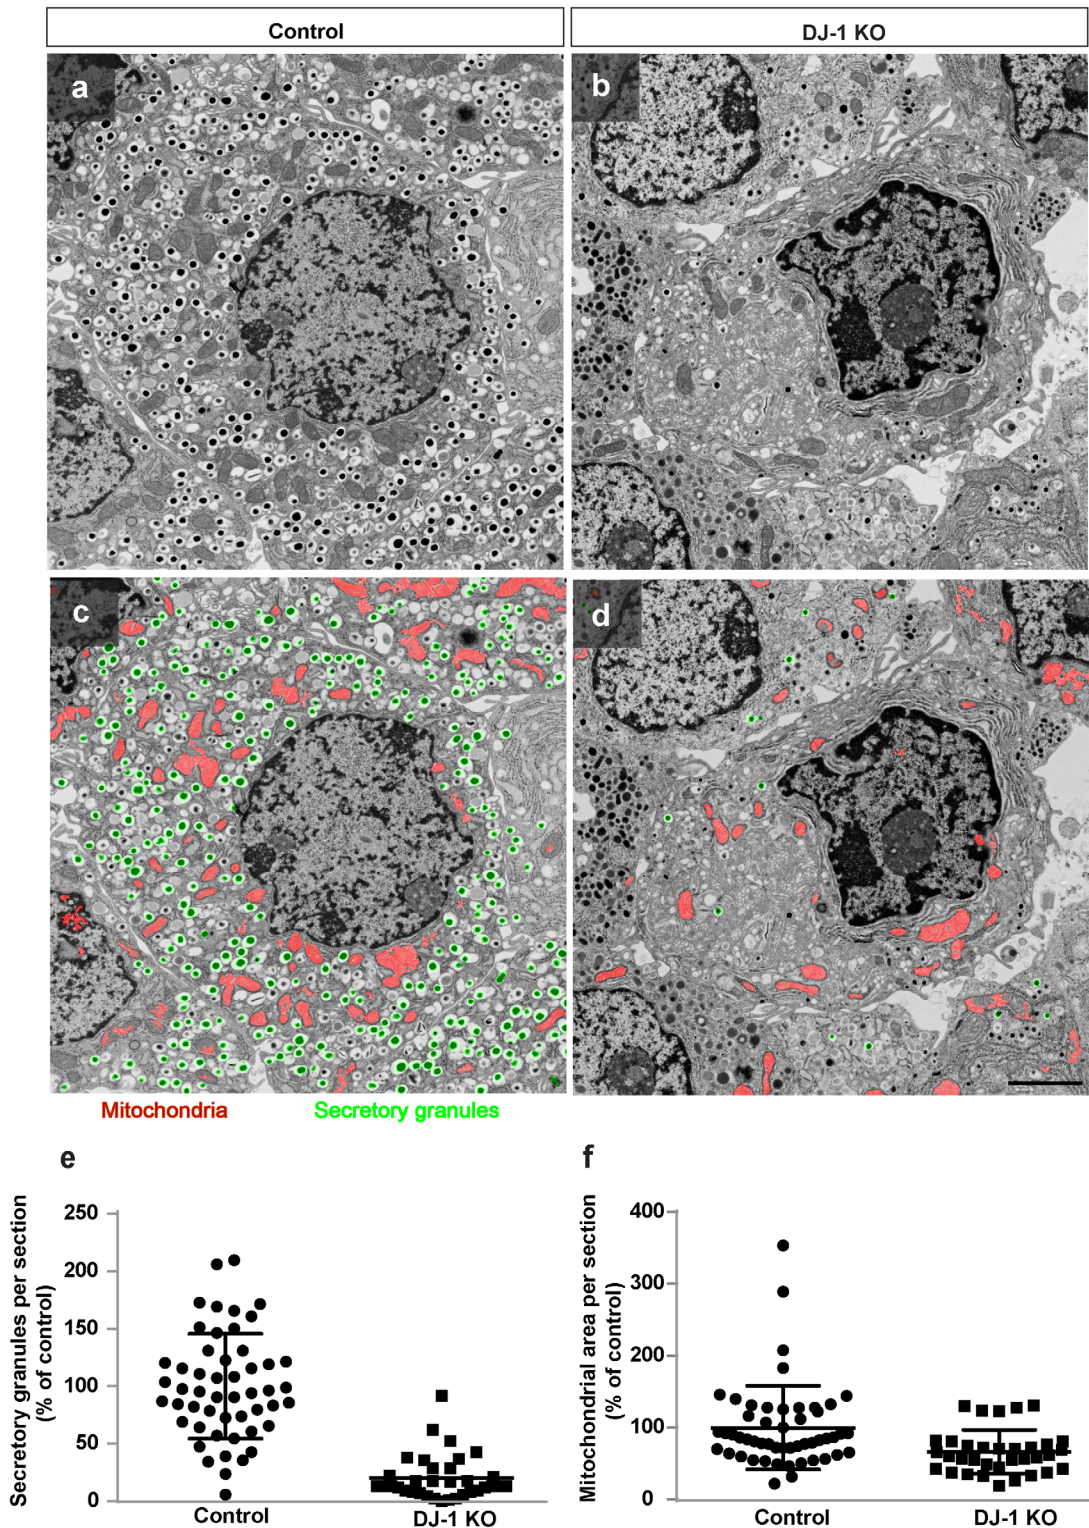 Control
DJ-1 KO
a
b
c
d
Mitochondria
Secretory granules
e
f
Secretory granules per section
(% of control)
250
200
150
100
50
0
Control
DJ-1 KO
Mitochondrial area per section
(% of control)
400
300
200
100
0
Control
DJ-1 KO